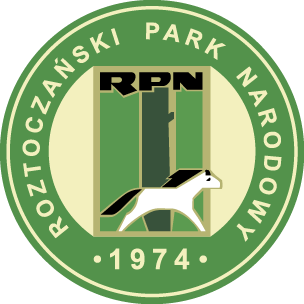 ROZTOCZAŃSKI PARK NARODOWY
RPN
• 1974 •